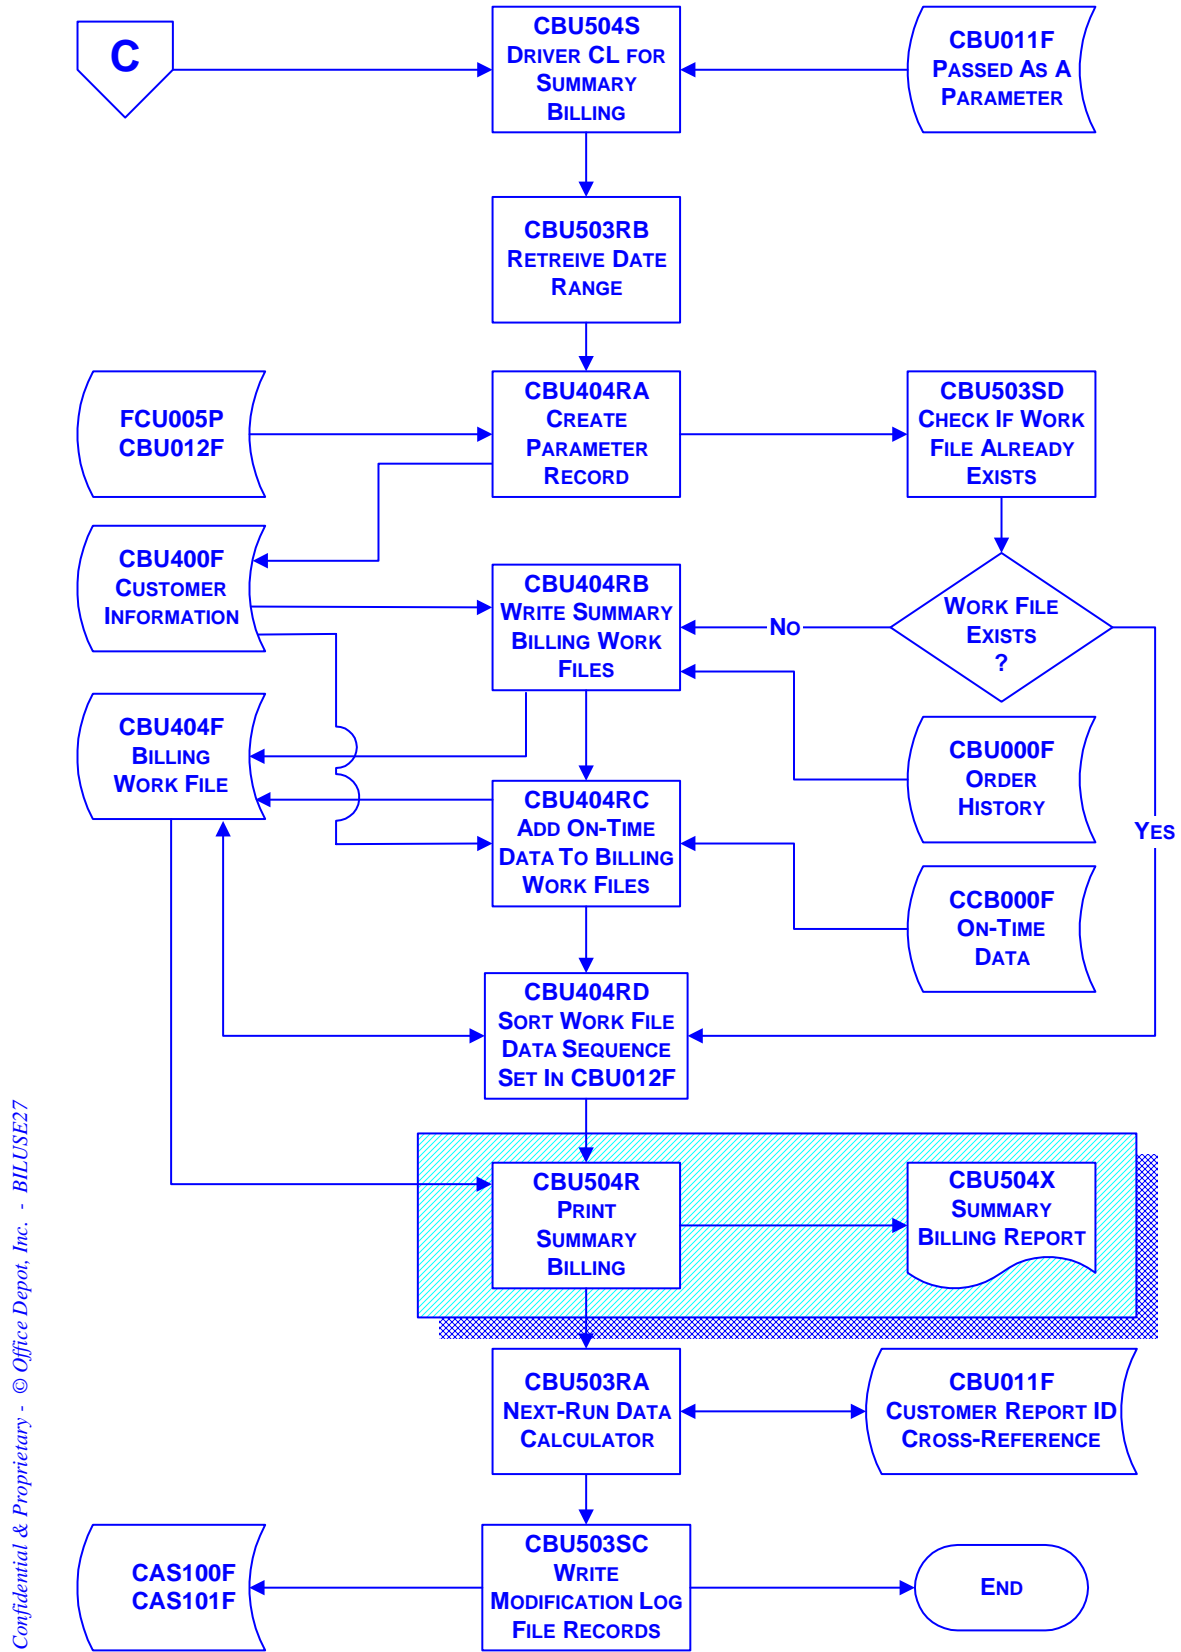 C
CBU504S
DRIVER CL FOR
SUMMARY
BILLING
CBU011F
PASSED AS A
PARAMETER
CBU503RB
RETREIVE DATE
RANGE
FCU005P
CBU012F
CBU404RA
CREATE
PARAMETER
RECORD
CBU503SD
CHECK IF WORK
FILE ALREADY
EXISTS
CBU400F
CUSTOMER
INFORMATION
CBU404RB
WRITE SUMMARY
BILLING WORK
FILES
NO
WORK FILE
EXISTS
?
CBU404F
BILLING
WORK FILE
CBU000F
ORDER
HISTORY
YES
CBU404RC
ADD ON-TIME
DATA TO BILLING
WORK FILES
CCB000F
ON-TIME
DATA
CBU404RD
SORT WORK FILE
DATA SEQUENCE
SET IN CBU012F
CBU504R
PRINT
SUMMARY
BILLING
CBU504X
SUMMARY
BILLING REPORT
CBU503RA
NEXT-RUN DATA
CALCULATOR
CBU011F
CUSTOMER REPORT ID
CROSS-REFERENCE
CAS100F
CAS101F
CBU503SC
WRITE
MODIFICATION LOG
FILE RECORDS
END
Confidential & Proprietary - © Office Depot, Inc. - BILUSE27